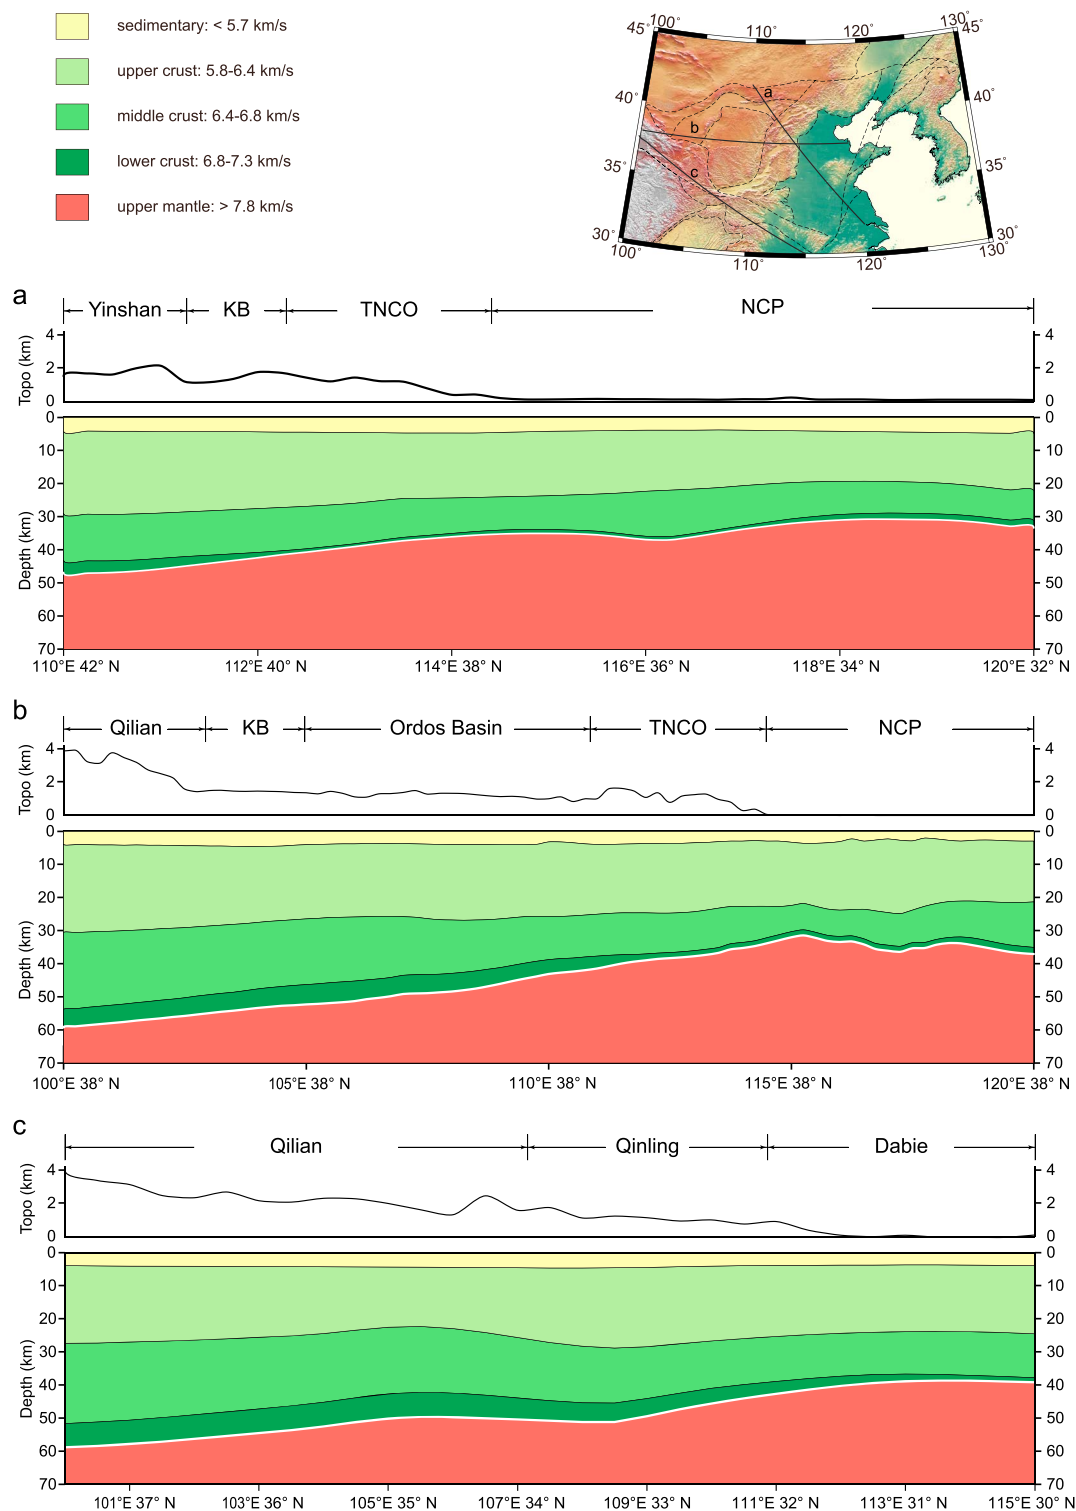 sedimentary: < 5.7 km/s
upper crust: 5.8-6.4 km/s
middle crust: 6.4-6.8 km/s
lower crust: 6.8-7.3 km/s
upper mantle: > 7.8 km/s
100° 110° 120° 130°
45° 45°
40° 40°
35° 35°
30° 30°
100° 110° 120° 130°
a
b
c
a
Yinshan KB TNCO NCP
Topo (km)
4 4
2 2
0 0
Depth (km)
0 0
10 10
20 20
30 30
40 40
50 50
60 60
70 70
110°E 42° N 112°E 40° N 114°E 38° N 116°E 36° N 118°E 34° N 120°E 32° N
b
Qilian KB Ordos Basin TNCO NCP
Topo (km)
4 4
2 2
0 0
Depth (km)
0 0
10 10
20 20
30 30
40 40
50 50
60 60
70 70
100°E 38° N 105°E 38° N 110°E 38° N 115°E 38° N 120°E 38° N
c
Qilian Qinling Dabie
Topo (km)
4 4
2 2
0 0
Depth (km)
0 0
10 10
20 20
30 30
40 40
50 50
60 60
70 70
101°E 37° N 103°E 36° N 105°E 35° N 107°E 34° N 109°E 33° N 111°E 32° N 113°E 31° N 115°E 30° N